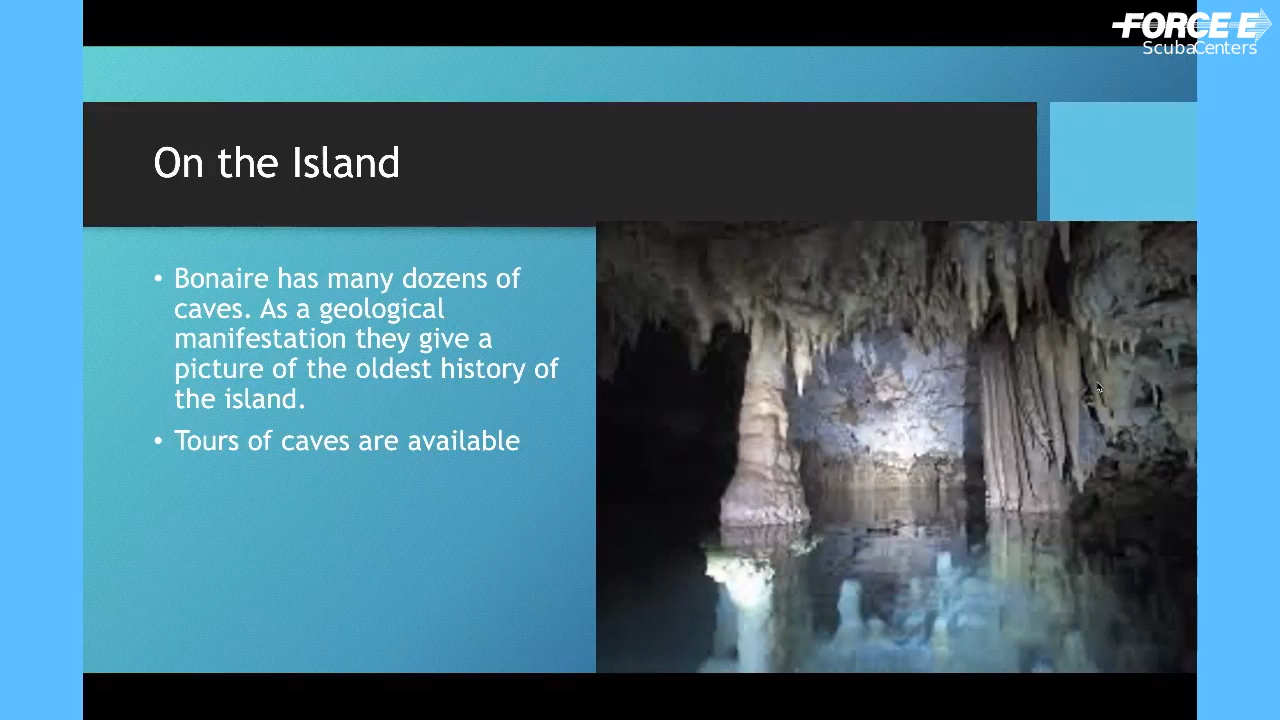 FORCE-E
ScubaCenters
On the Island
• Bonaire has many dozens of
caves. As a geological
manifestation they give a
picture of the oldest history of
the island.
• Tours of caves are available